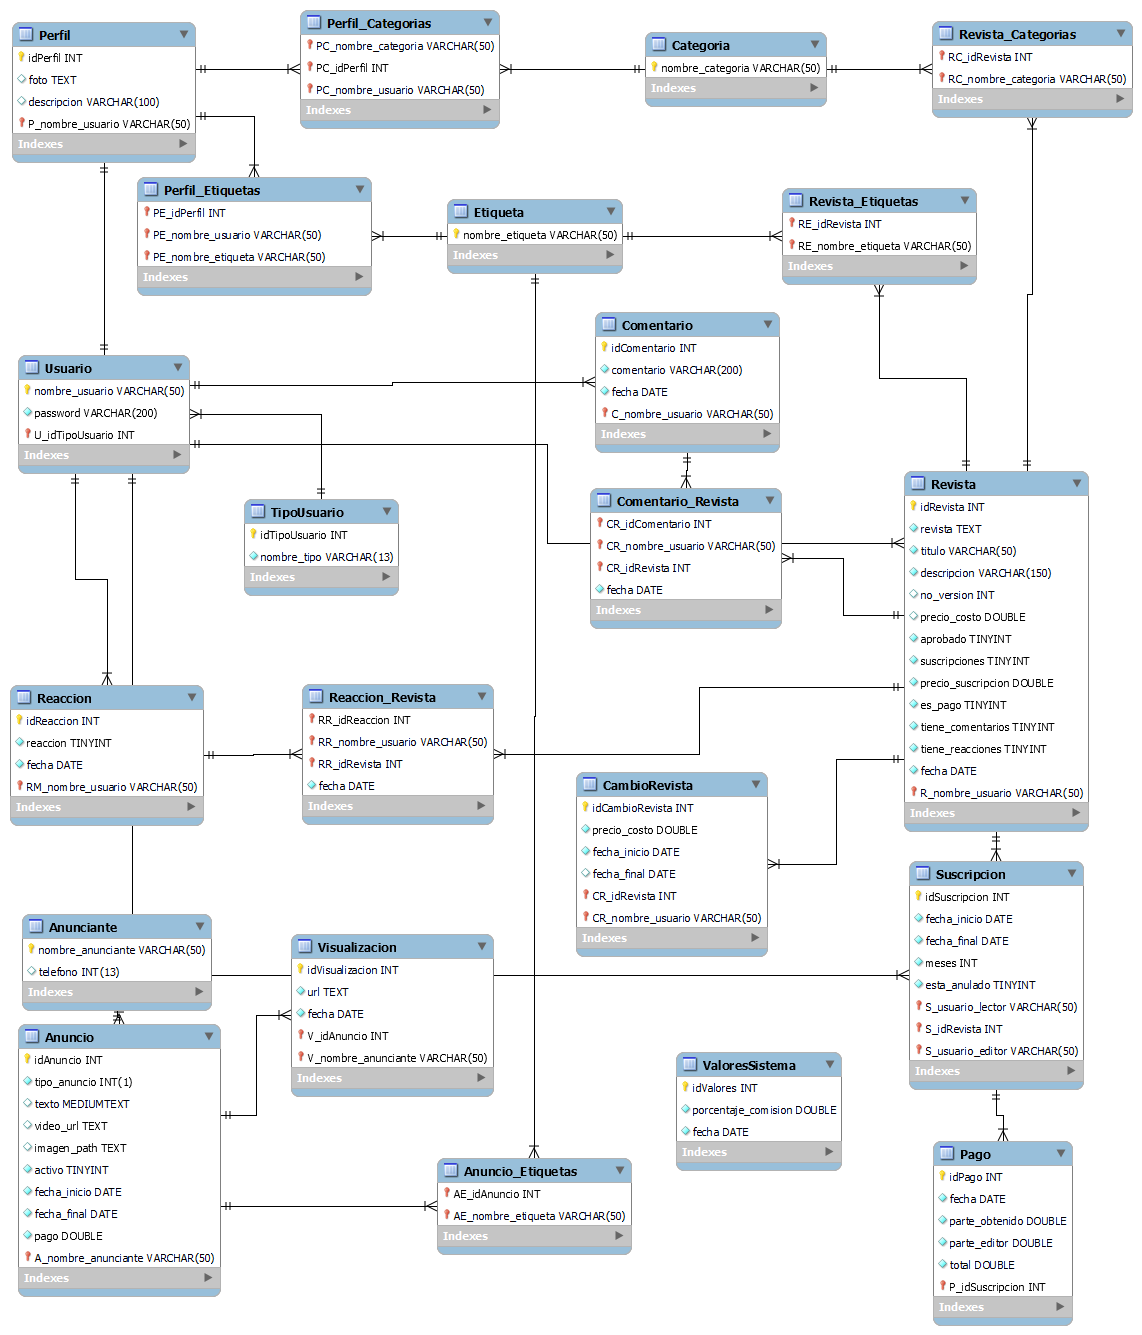 Perfil
idPerfil INT
foto TEXT
descripcion VARCHAR(100)
P_nombre_usuario VARCHAR(50)
Indexes
Perfil_Categorias
PC_nombre_categoria VARCHAR(50)
PC_idPerfil INT
PC_nombre_usuario VARCHAR(50)
Indexes
Categoria
nombre_categoria VARCHAR(50)
Indexes
Revista_Categorias
RC_idRevista INT
RC_nombre_categoria VARCHAR(50)
Indexes
Perfil_Etiquetas
PE_idPerfil INT
PE_nombre_usuario VARCHAR(50)
PE_nombre_etiqueta VARCHAR(50)
Indexes
Etiqueta
nombre_etiqueta VARCHAR(50)
Indexes
Revista_Etiquetas
RE_idRevista INT
RE_nombre_etiqueta VARCHAR(50)
Indexes
Usuario
nombre_usuario VARCHAR(50)
password VARCHAR(200)
U_idTipoUsuario INT
Indexes
Comentario
idComentario INT
comentario VARCHAR(200)
fecha DATE
C_nombre_usuario VARCHAR(50)
Indexes
TipoUsuario
idTipoUsuario INT
nombre_tipo VARCHAR(13)
Indexes
Comentario_Revista
CR_idComentario INT
CR_nombre_usuario VARCHAR(50)
CR_idRevista INT
fecha DATE
Indexes
Revista
idRevista INT
revista TEXT
titulo VARCHAR(50)
descripcion VARCHAR(150)
no_version INT
precio_costo DOUBLE
aprobado TINYINT
suscripciones TINYINT
precio_suscripcion DOUBLE
es_pago TINYINT
tiene_comentarios TINYINT
tiene_reacciones TINYINT
fecha DATE
R_nombre_usuario VARCHAR(50)
Indexes
Reaccion
idReaccion INT
reaccion TINYINT
fecha DATE
RM_nombre_usuario VARCHAR(50)
Indexes
Reaccion_Revista
RR_idReaccion INT
RR_nombre_usuario VARCHAR(50)
RR_idRevista INT
fecha DATE
Indexes
CambioRevista
idCambioRevista INT
precio_costo DOUBLE
fecha_inicio DATE
fecha_final DATE
CR_idRevista INT
CR_nombre_usuario VARCHAR(50)
Indexes
Suscripcion
idSuscripcion INT
fecha_inicio DATE
fecha_final DATE
meses INT
esta_anulado TINYINT
S_usuario_lector VARCHAR(50)
S_idRevista INT
S_usuario_editor VARCHAR(50)
Indexes
Anunciante
nombre_anunciante VARCHAR(50)
telefono INT(13)
Indexes
Visualizacion
idVisualizacion INT
url TEXT
fecha DATE
V_idAnuncio INT
V_nombre_anunciante VARCHAR(50)
Indexes
Anuncio
idAnuncio INT
tipo_anuncio INT(1)
texto MEDIUMTEXT
video_url TEXT
imagen_path TEXT
activo TINYINT
fecha_inicio DATE
fecha_final DATE
pago DOUBLE
A_nombre_anunciante VARCHAR(50)
Indexes
ValoresSistema
idValores INT
porcentaje_comision DOUBLE
fecha DATE
Indexes
Anuncio_Etiquetas
AE_idAnuncio INT
AE_nombre_etiqueta VARCHAR(50)
Indexes
Pago
idPago INT
fecha DATE
parte_obtenido DOUBLE
parte_editor DOUBLE
total DOUBLE
P_idSuscripcion INT
Indexes